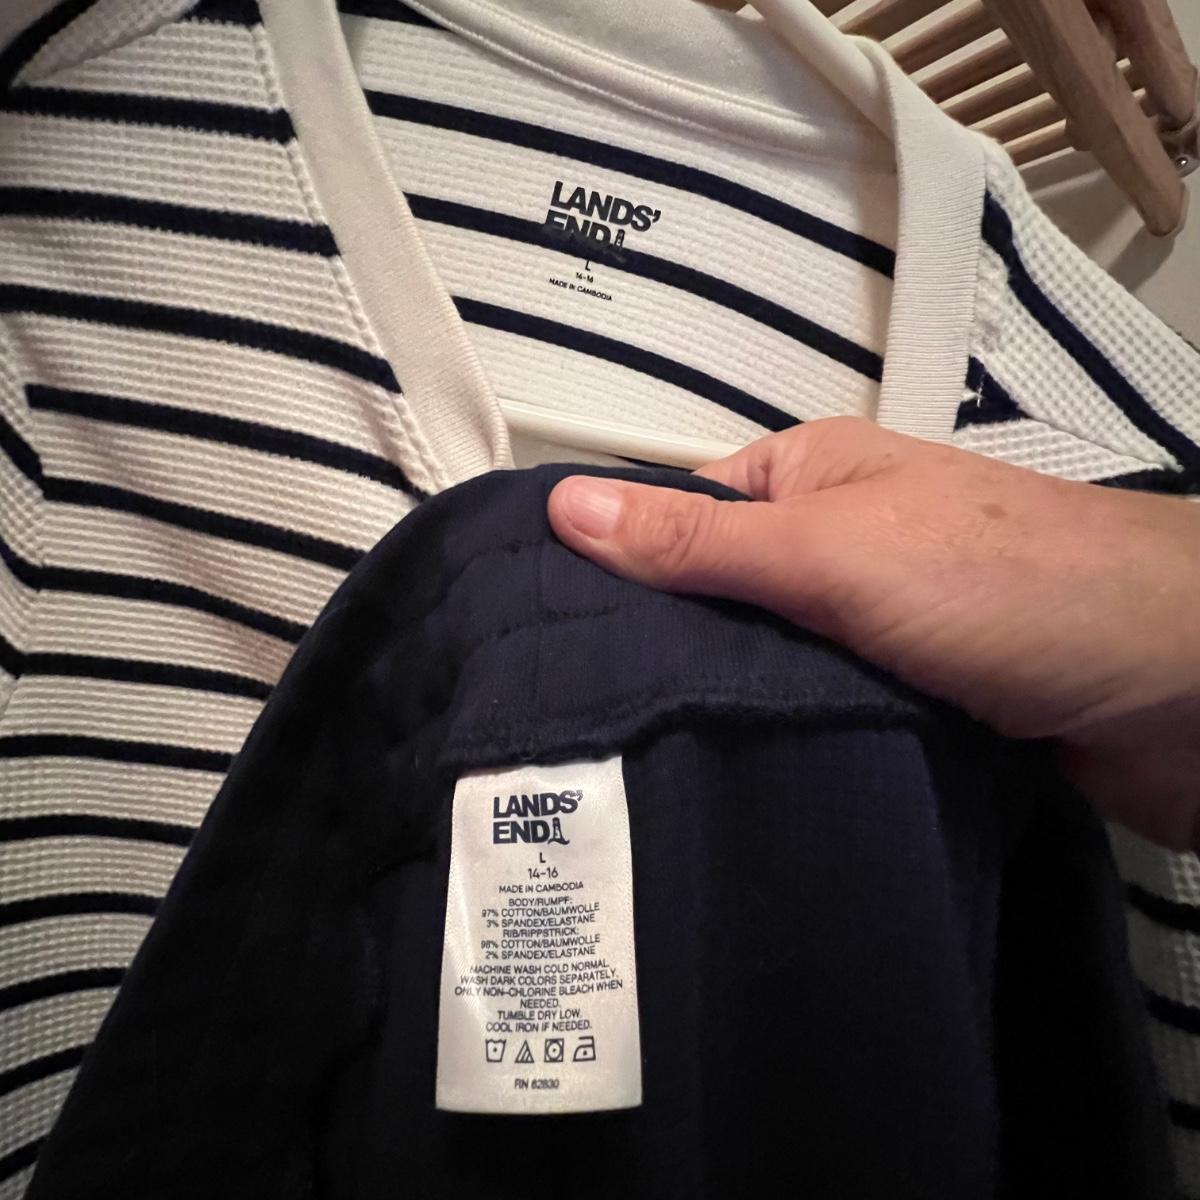 LANDS'
END
L
14-16
MADE IN CAMBODIA
LANDS'
END
L
14-16
MADE IN CAMBODIA
BODY/RUMPF:
97% COTTON/BAUMWOLLE
3% SPANDEX/ELASTANE
RIB/RIPPSTRICK:
98% COTTON/BAUMWOLLE
2% SPANDEX/ELASTANE
MACHINE WASH COLD NORMAL.
WASH DARK COLORS SEPARATELY.
ONLY NON-CHLORINE BLEACH WHEN
NEEDED.
TUMBLE DRY LOW.
COOL IRON IF NEEDED.
RN 62830